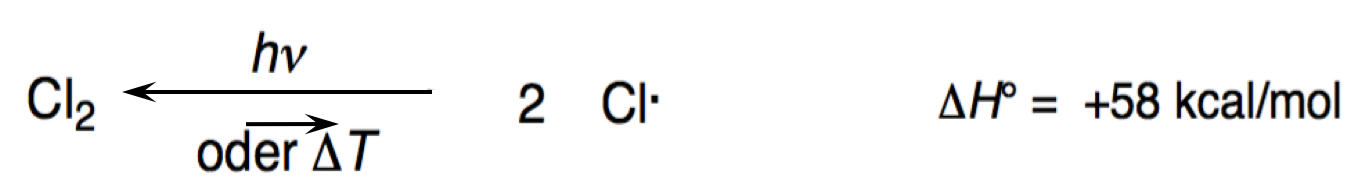 hν
Cl₂ ⟵ 2 Cl· ΔH° = +58 kcal/mol
⟶
oder ΔT